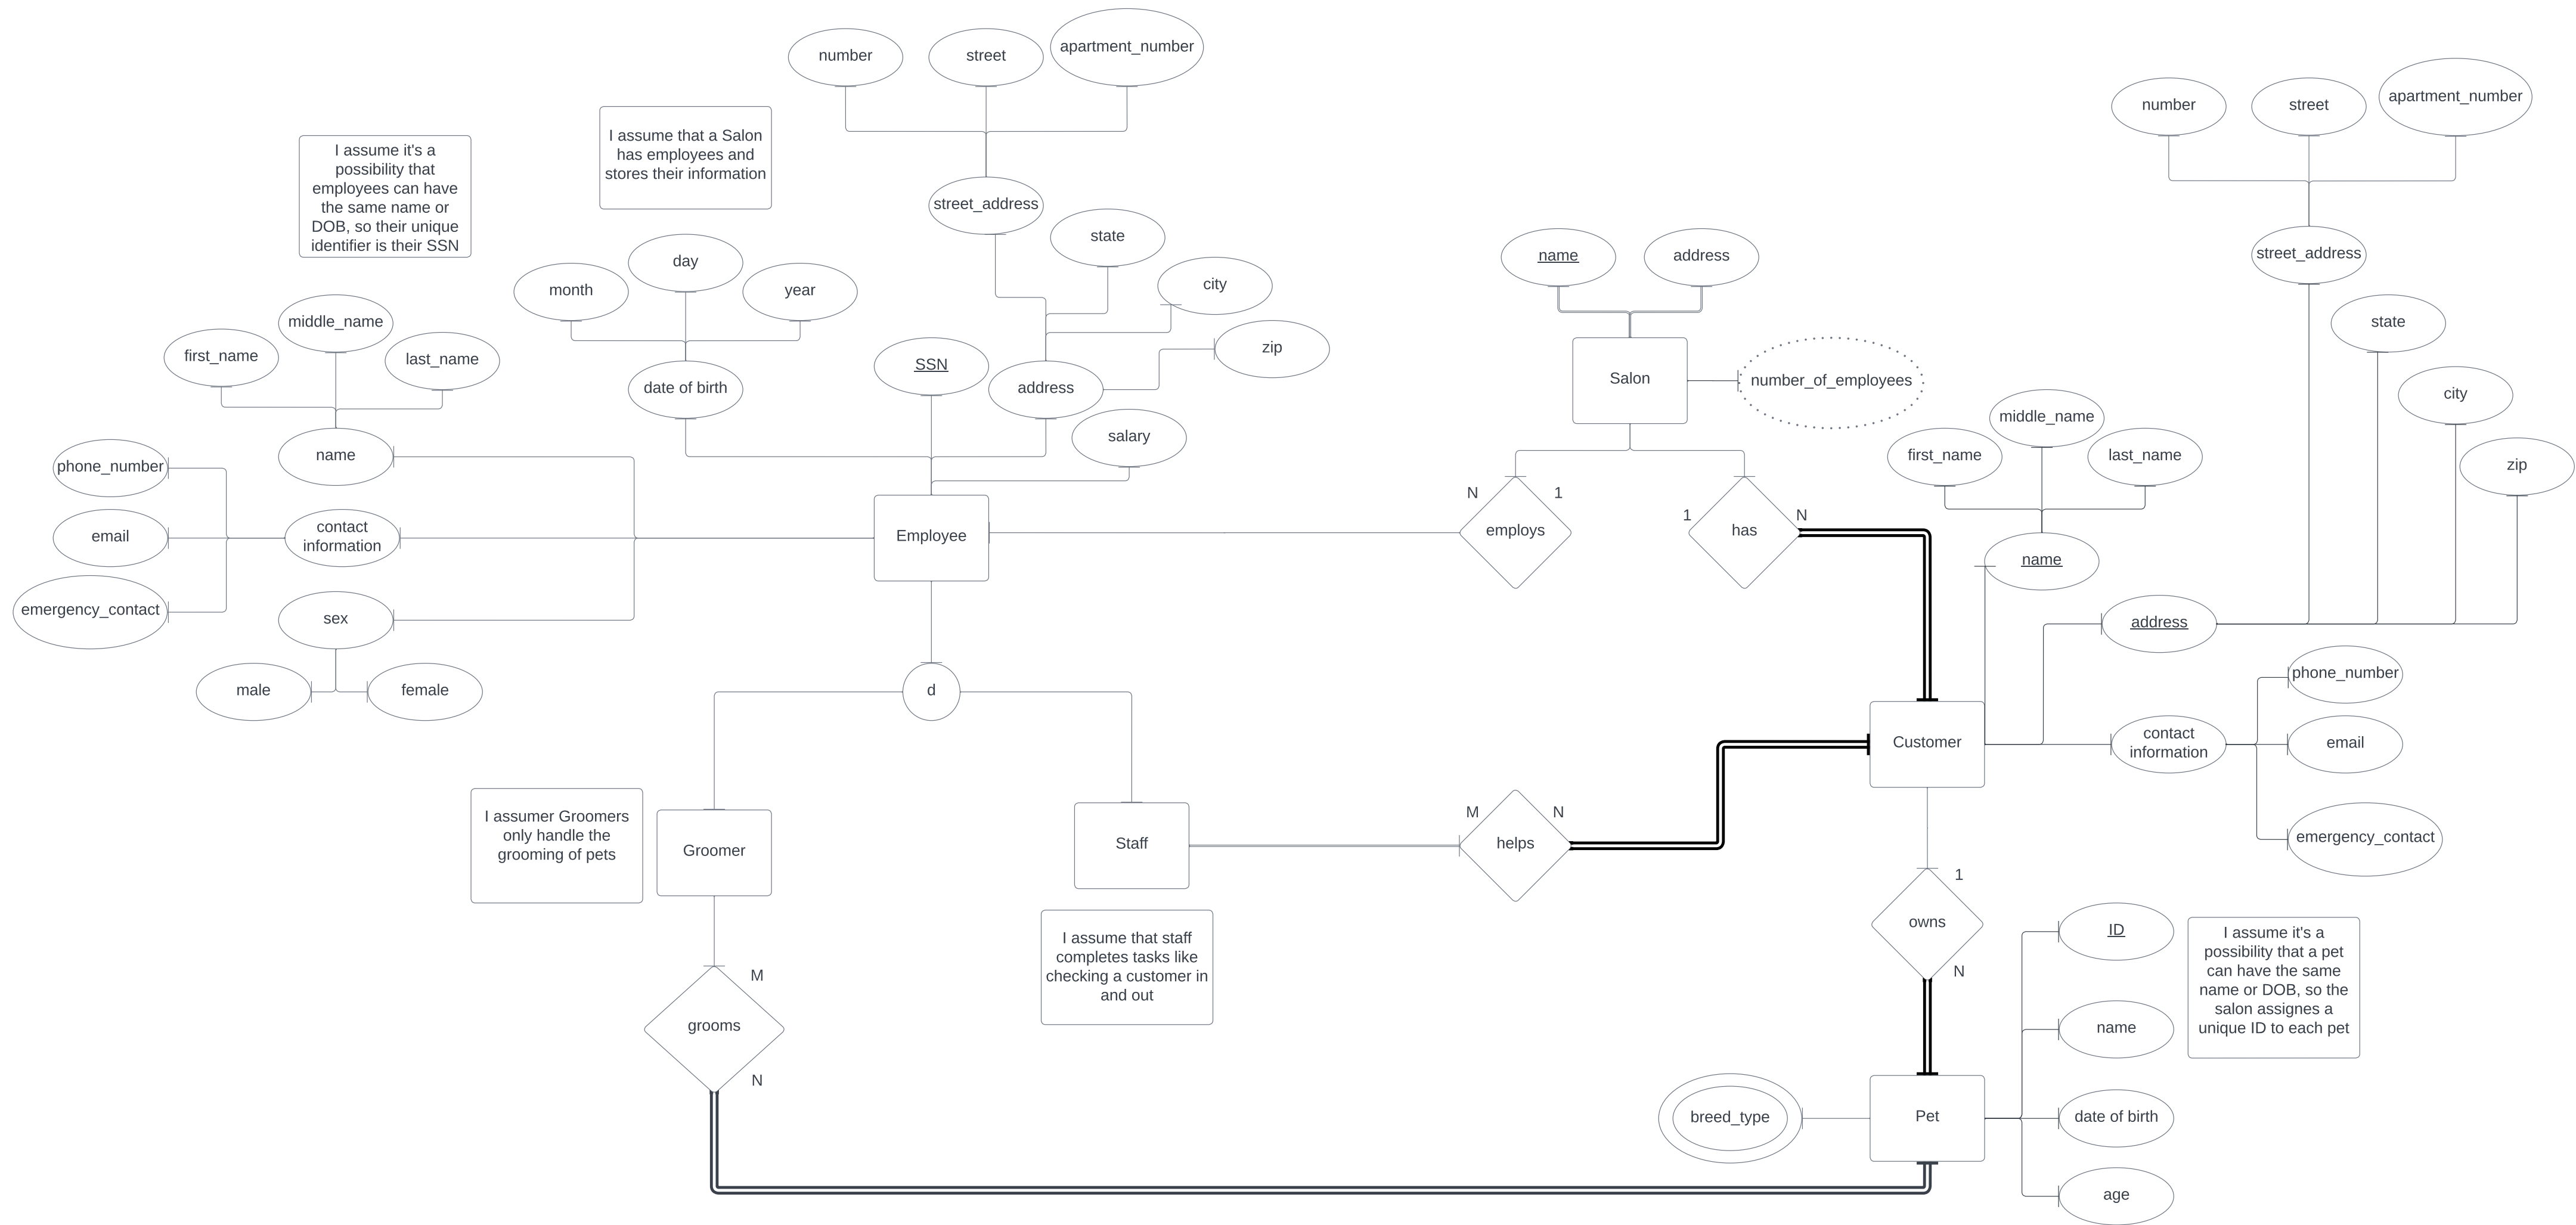 number
street
apartment_number
number
street
apartment_number
I assume that a Salon
has employees and
stores their information
I assume it's a
possibility that
employees can have
the same name or
DOB, so their unique
identifier is their SSN
street_address
state
city
zip
day
month
year
name
address
street_address
state
city
zip
middle_name
first_name
last_name
date of birth
SSN
address
salary
Salon
number_of_employees
middle_name
first_name
last_name
name
phone_number
name
email
contact
information
emergency_contact
sex
male
female
Employee
N
1
employs
1
N
has
address
phone_number
d
Customer
contact
information
email
emergency_contact
I assumer Groomers
only handle the
grooming of pets
Groomer
Staff
M
N
helps
1
owns
N
I assume that staff
completes tasks like
checking a customer in
and out
ID
I assume it's a
possibility that a pet
can have the same
name or DOB, so the
salon assignes a
unique ID to each pet
M
grooms
N
name
breed_type
Pet
date of birth
age